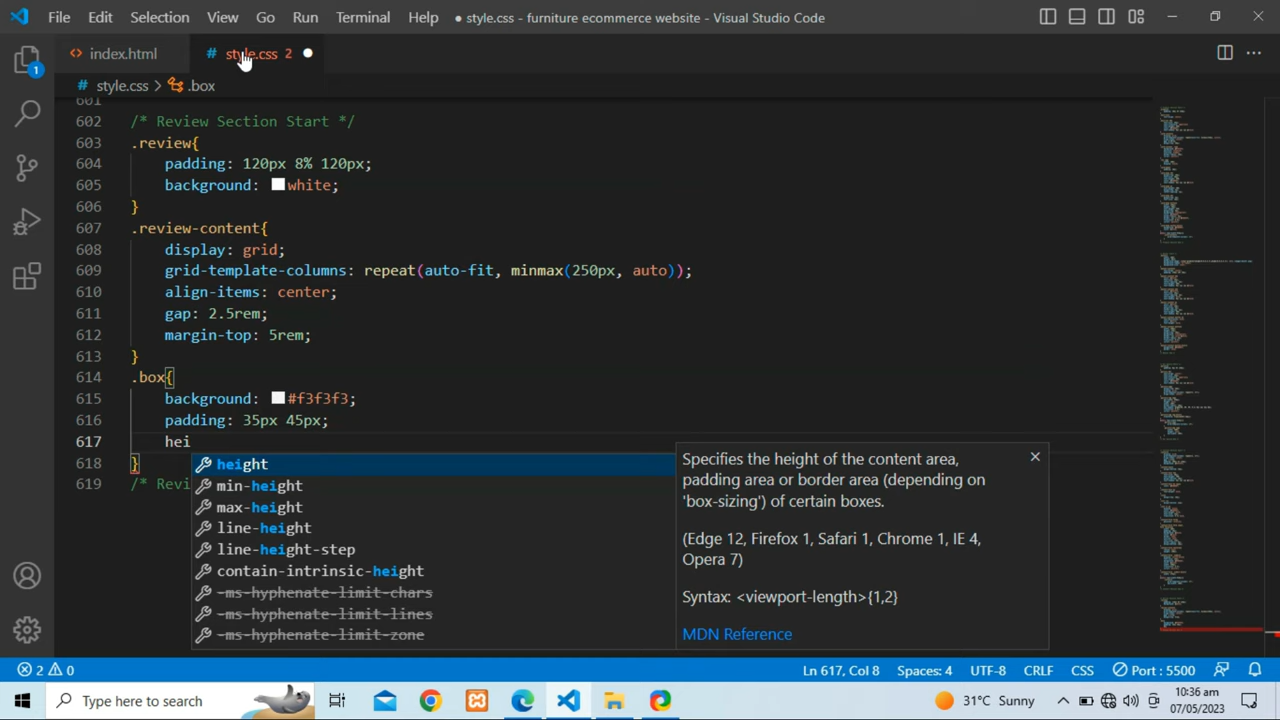 File Edit Selection View Go Run Terminal Help ● style.css - furniture ecommerce website - Visual Studio Code
<> index.html # style.css 2 ●
1
# style.css > .box
601
602 /* Review Section Start */
603 .review{
604 padding: 120px 8% 120px;
605 background: white;
606 }
607 .review-content{
608 display: grid;
609 grid-template-columns: repeat(auto-fit, minmax(250px, auto));
610 align-items: center;
611 gap: 2.5rem;
612 margin-top: 5rem;
613 }
614 .box{
615 background: #f3f3f3;
616 padding: 35px 45px;
617 hei
618 }
619 /* Revi
height
min-height
max-height
line-height
line-height-step
contain-intrinsic-height
-ms-hyphenate-limit-chars
-ms-hyphenate-limit-lines
-ms-hyphenate-limit-zone
Specifies the height of the content area,
padding area or border area (depending on
'box-sizing') of certain boxes.
(Edge 12, Firefox 1, Safari 1, Chrome 1, IE 4,
Opera 7)
Syntax: <viewport-length>{1,2}
MDN Reference
2 0 Ln 617, Col 8 Spaces: 4 UTF-8 CRLF CSS Port : 5500
Type here to search 31°C Sunny 10:36 am
07/05/2023